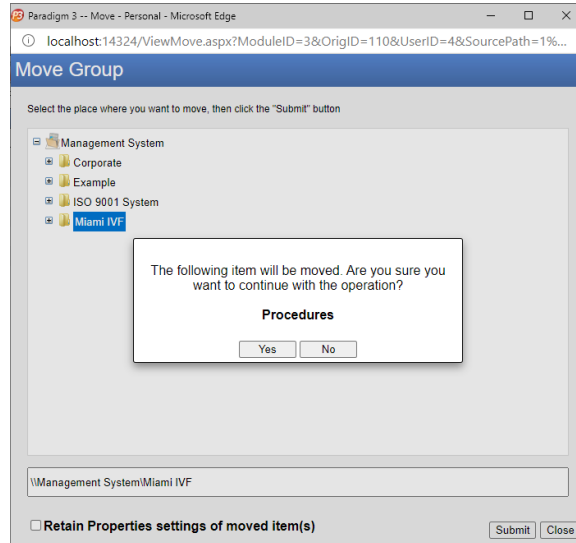 Paradigm 3 -- Move - Personal - Microsoft Edge
localhost:14324/ViewMove.aspx?ModuleID=3&OrigID=110&UserID=4&SourcePath=1%...
Move Group
Select the place where you want to move, then click the "Submit" button
Management System
Corporate
Example
ISO 9001 System
Miami IVF
The following item will be moved. Are you sure you
want to continue with the operation?
Procedures
Yes No
\\Management System\Miami IVF
Retain Properties settings of moved item(s)
Submit Close